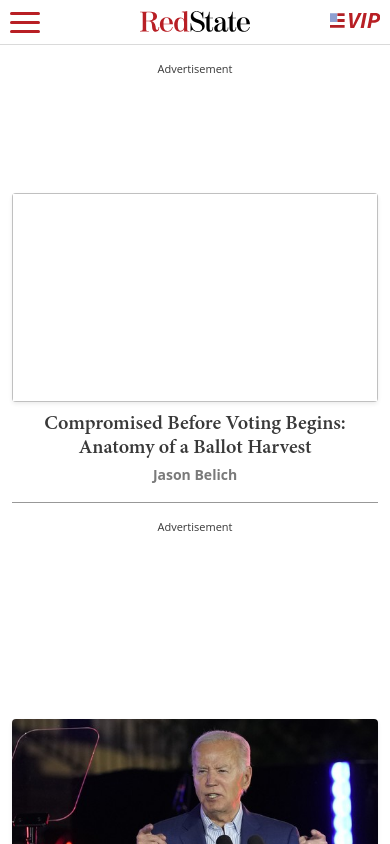 RedState
VIP
Advertisement
Compromised Before Voting Begins:
Anatomy of a Ballot Harvest
Jason Belich
Advertisement